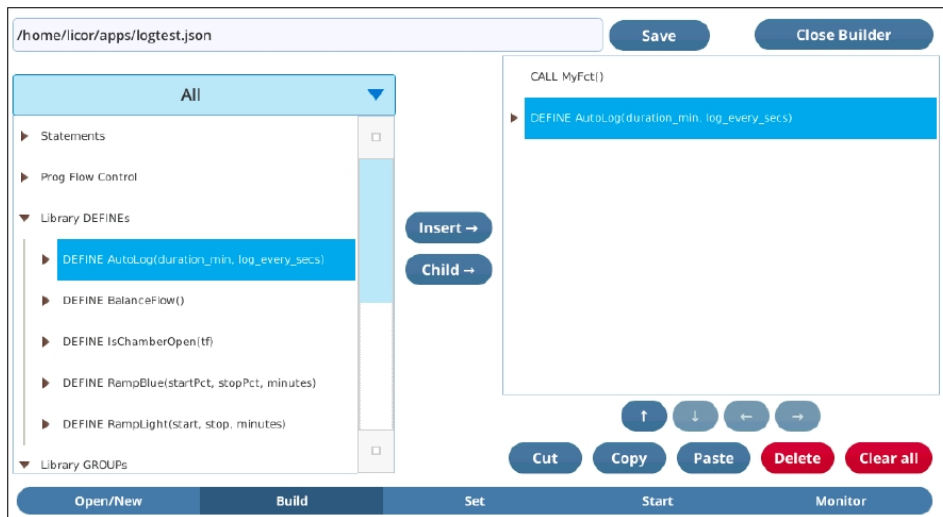 /home/licor/apps/logtest.json
Save
Close Builder
All
Statements
Prog Flow Control
Library DEFINEs
DEFINE AutoLog(duration_min, log_every_secs)
DEFINE BalanceFlow()
DEFINE IsChamberOpen(tf)
DEFINE RampBlue(startPct, stopPct, minutes)
DEFINE RampLight(start, stop, minutes)
Library GROUPs
Insert →
Child →
CALL MyFct()
DEFINE AutoLog(duration_min, log_every_secs)
↑ ↓ ← →
Cut Copy Paste Delete Clear all
Open/New Build Set Start Monitor